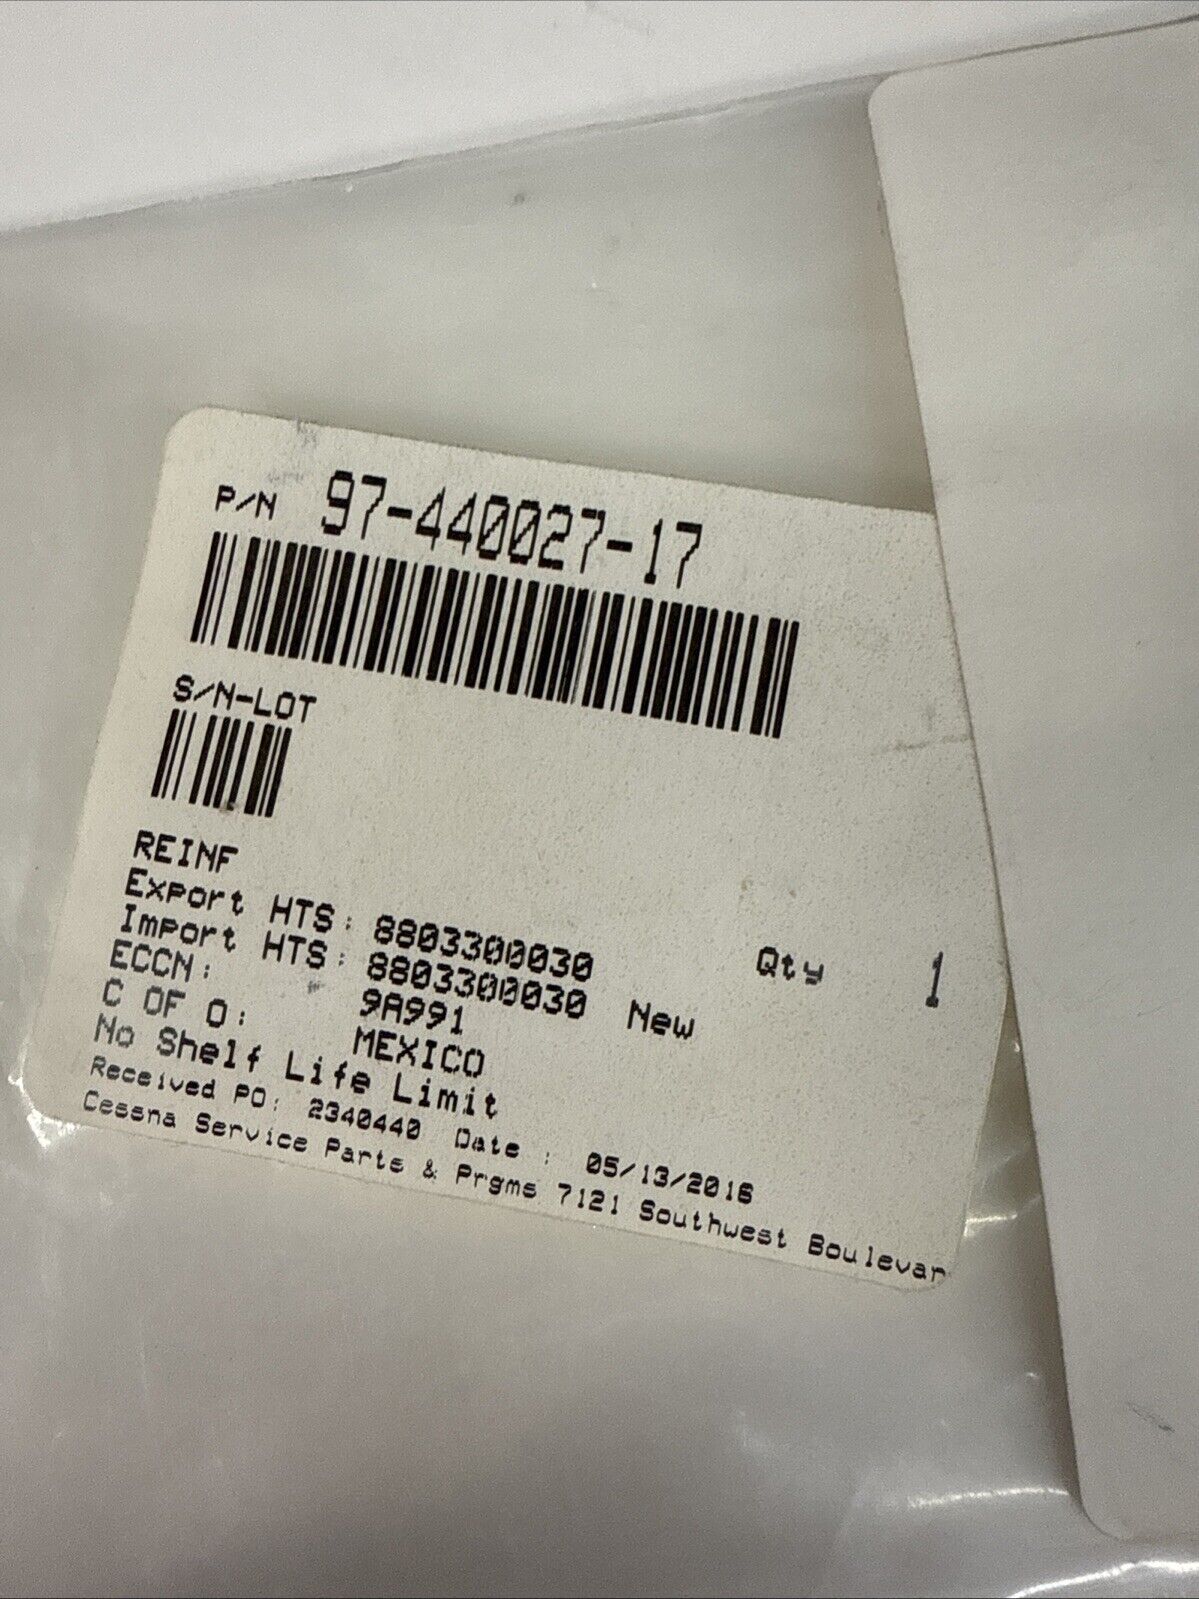 P/N 97-440027-17
S/N-LOT
REINF
Export HTS: 8803300030 Qty 1
Import HTS: 8803300030 New
ECCN: 9A991
C OF O: MEXICO
No Shelf Life Limit
Received PO: 2340440 Date : 05/13/2016
Cessna Service Parts & Prgms 7121 Southwest Boulevar